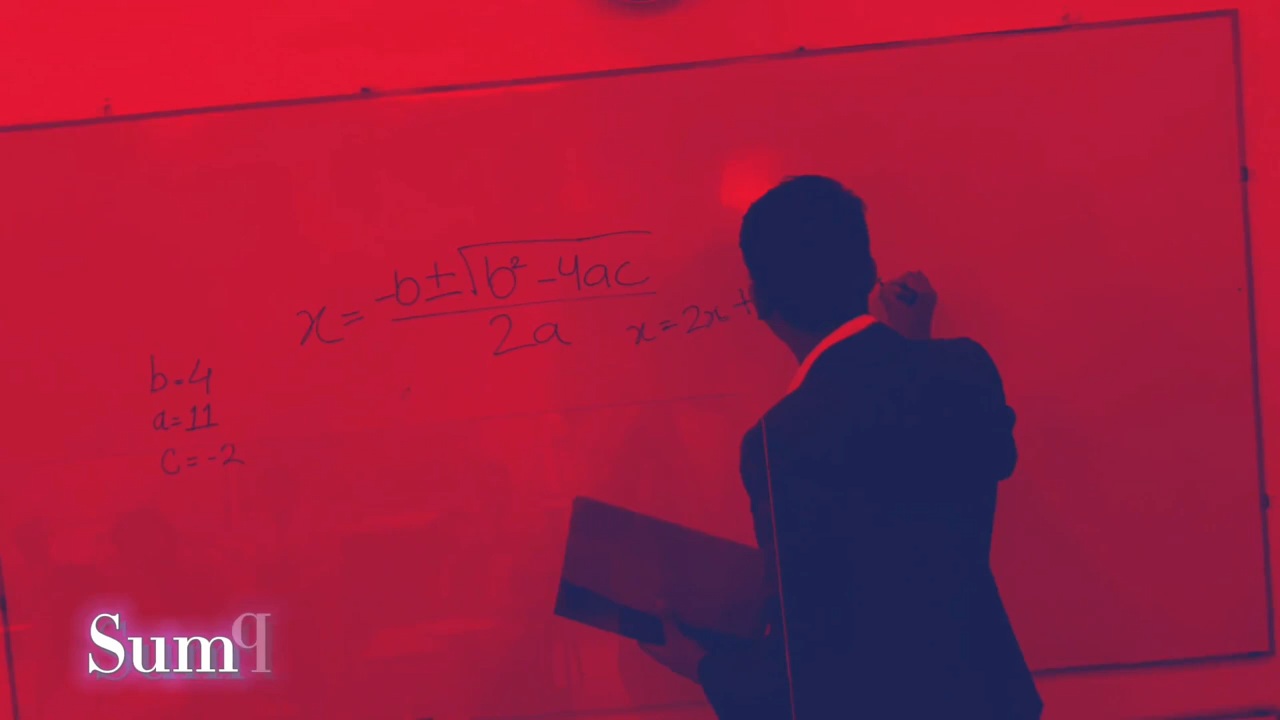 x = -b ± √b² - 4ac
2a
x = 2x +
b = 4
a = 11
c = -2
Sum